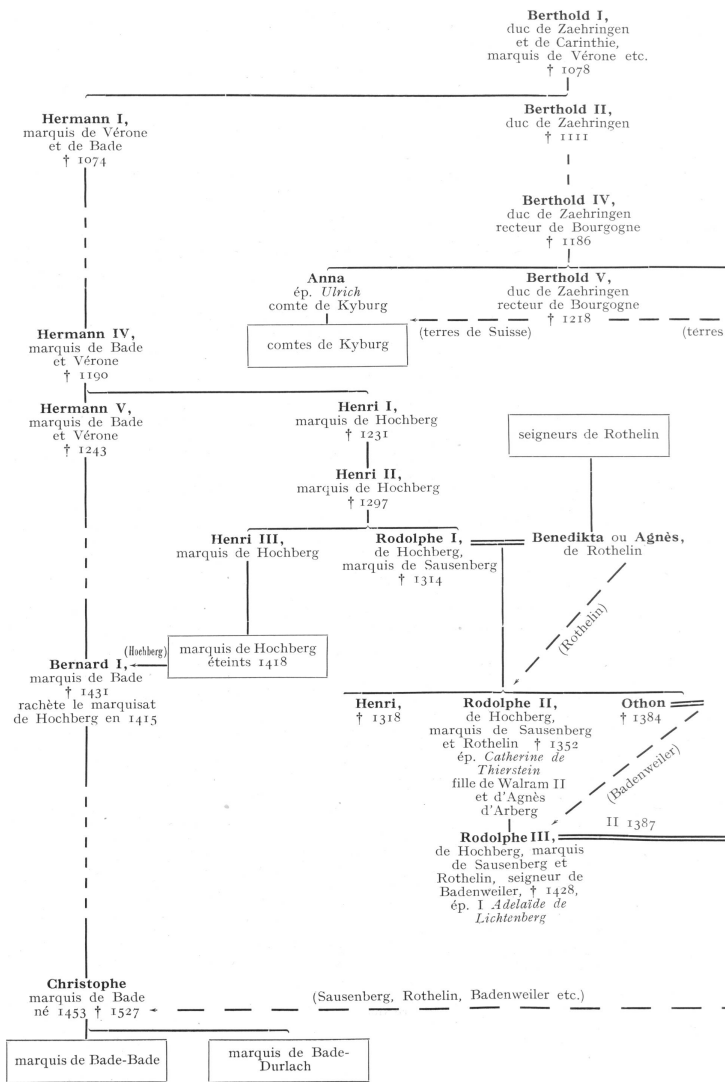 Berthold I,
duc de Zaehringen
et de Carinthie,
marquis de Vérone etc.
† 1078
Hermann I,
marquis de Vérone
et de Bade
† 1074
Berthold II,
duc de Zaehringen
† 1111
Berthold IV,
duc de Zaehringen
recteur de Bourgogne
† 1186
Anna
ép. Ulrich
comte de Kyburg
Berthold V,
duc de Zaehringen
recteur de Bourgogne
† 1218
(terres de Suisse)
(terres
comtes de Kyburg
Hermann IV,
marquis de Bade
et Vérone
† 1190
Hermann V,
marquis de Bade
et Vérone
† 1243
Henri I,
marquis de Hochberg
† 1231
seigneurs de Rothelin
Henri II,
marquis de Hochberg
† 1297
Henri III,
marquis de Hochberg
Rodolphe I,
de Hochberg,
marquis de Sausenberg
† 1314
Benedikta ou Agnès,
de Rothelin
(Rothelin)
(Hochberg)
marquis de Hochberg
éteints 1418
Bernard I,
marquis de Bade
† 1431
rachète le marquisat
de Hochberg en 1415
Henri,
† 1318
Rodolphe II,
de Hochberg,
marquis de Sausenberg
et Rothelin † 1352
ép. Catherine de
Thierstein
fille de Walram II
et d'Agnès
d'Arberg
Othon
† 1384
(Badenweiler)
II 1387
Rodolphe III,
de Hochberg, marquis
de Sausenberg et
Rothelin, seigneur de
Badenweiler, † 1428,
ép. I Adelaïde de
Lichtenberg
Christophe
marquis de Bade
né 1453 † 1527
(Sausenberg, Rothelin, Badenweiler etc.)
marquis de Bade-Bade
marquis de Bade-
Durlach